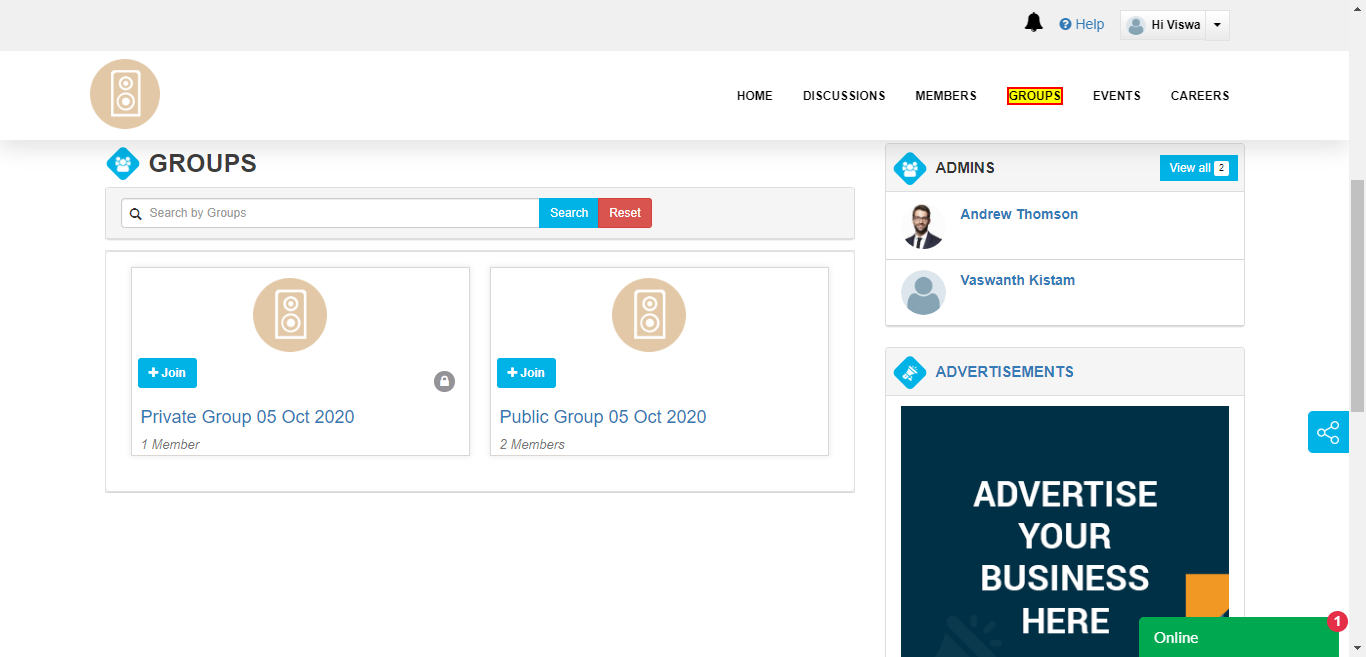 Help
Hi Viswa
HOME DISCUSSIONS MEMBERS GROUPS EVENTS CAREERS
GROUPS
Search by Groups
Search
Reset
Join
Private Group 05 Oct 2020
1 Member
Join
Public Group 05 Oct 2020
2 Members
ADMINS
View all 2
Andrew Thomson
Vaswanth Kistam
ADVERTISEMENTS
ADVERTISE
YOUR
BUSINESS
HERE
Online
1